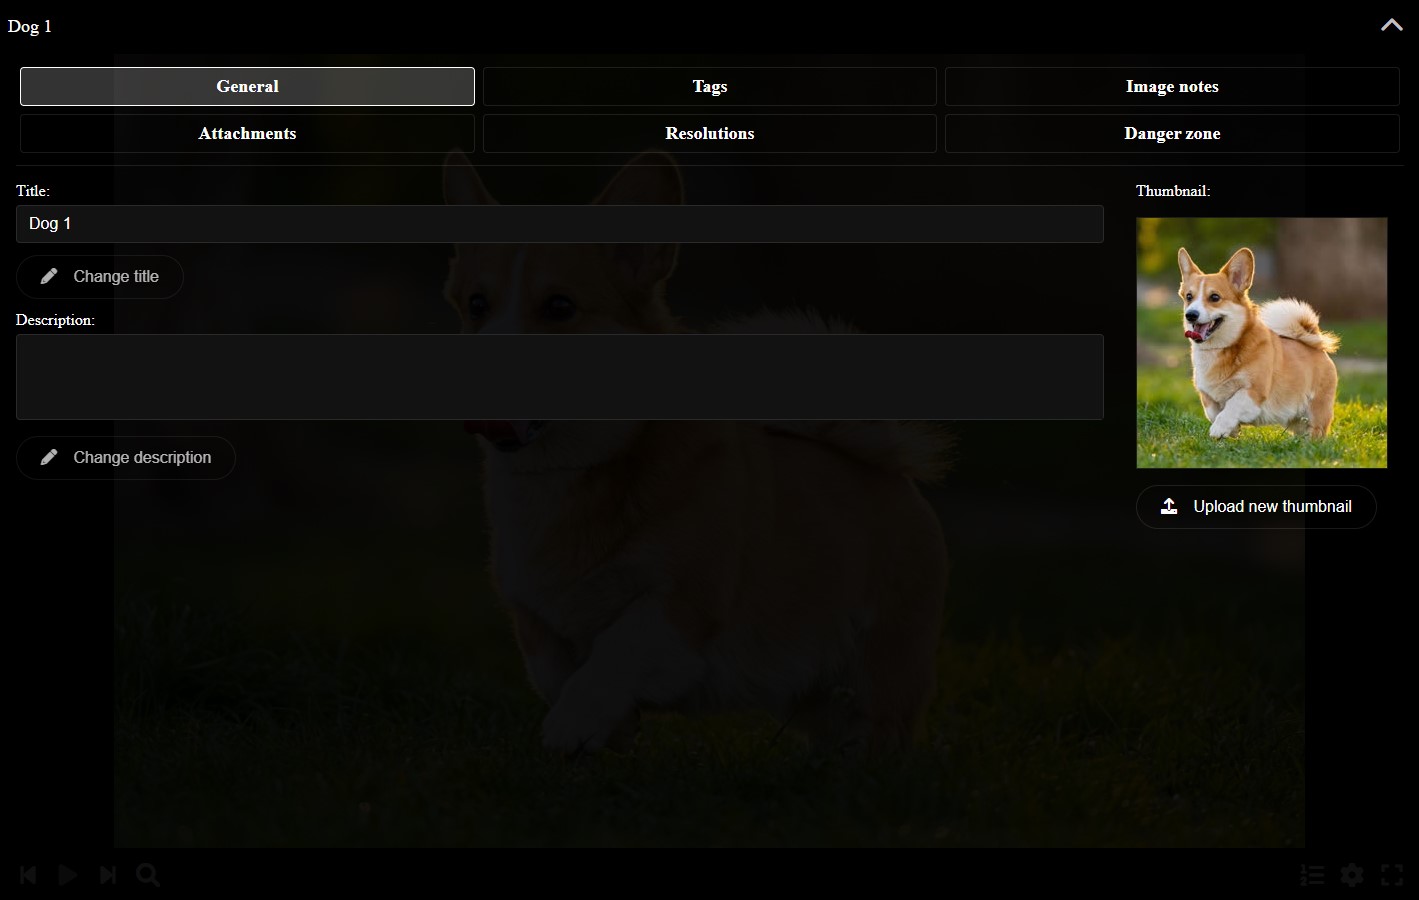 Dog 1
General
Tags
Image notes
Attachments
Resolutions
Danger zone
Title:
Dog 1
Change title
Description:
Change description
Thumbnail:
Upload new thumbnail